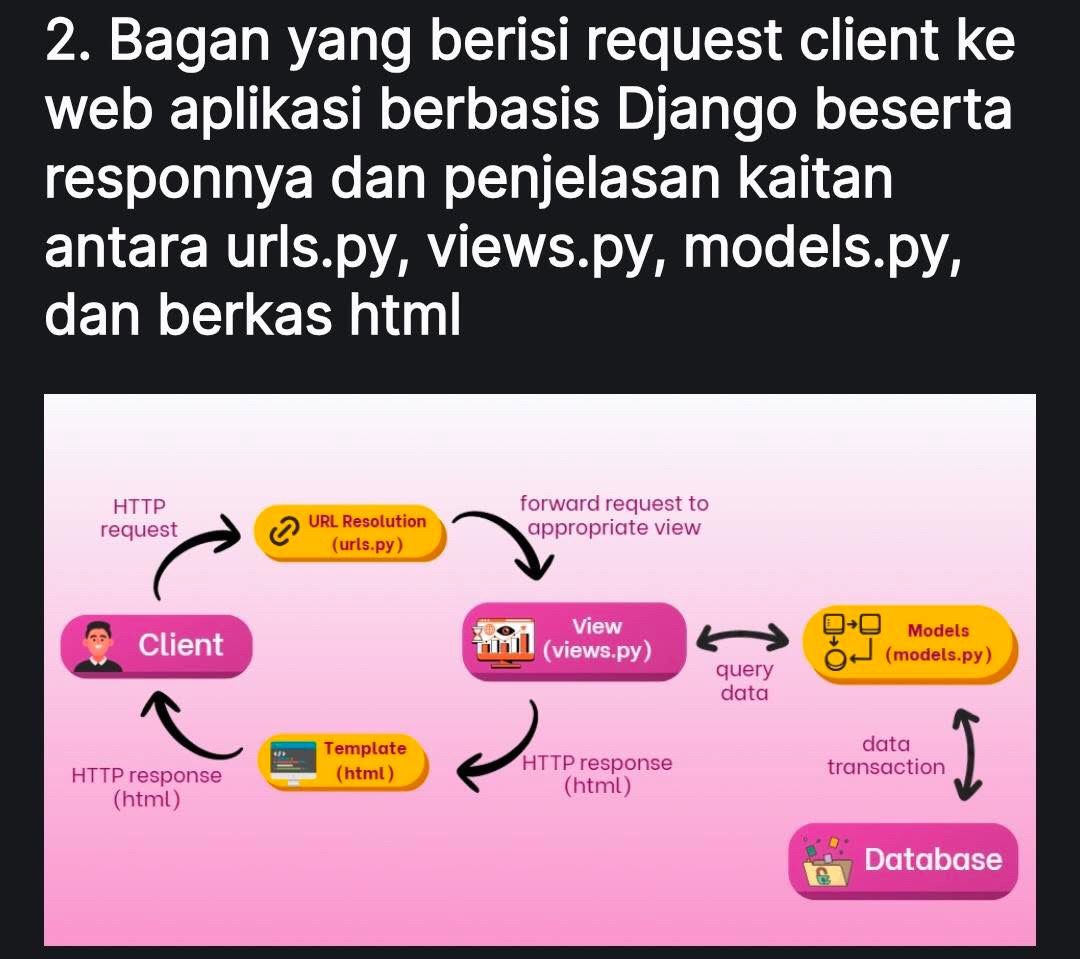 2. Bagan yang berisi request client ke
web aplikasi berbasis Django beserta
responnya dan penjelasan kaitan
antara urls.py, views.py, models.py,
dan berkas html
HTTP
request
URL Resolution
(urls.py)
forward request to
appropriate view
Client
View
(views.py)
query
data
Models
(models.py)
HTTP response
(html)
Template
(html)
HTTP response
(html)
data
transaction
Database